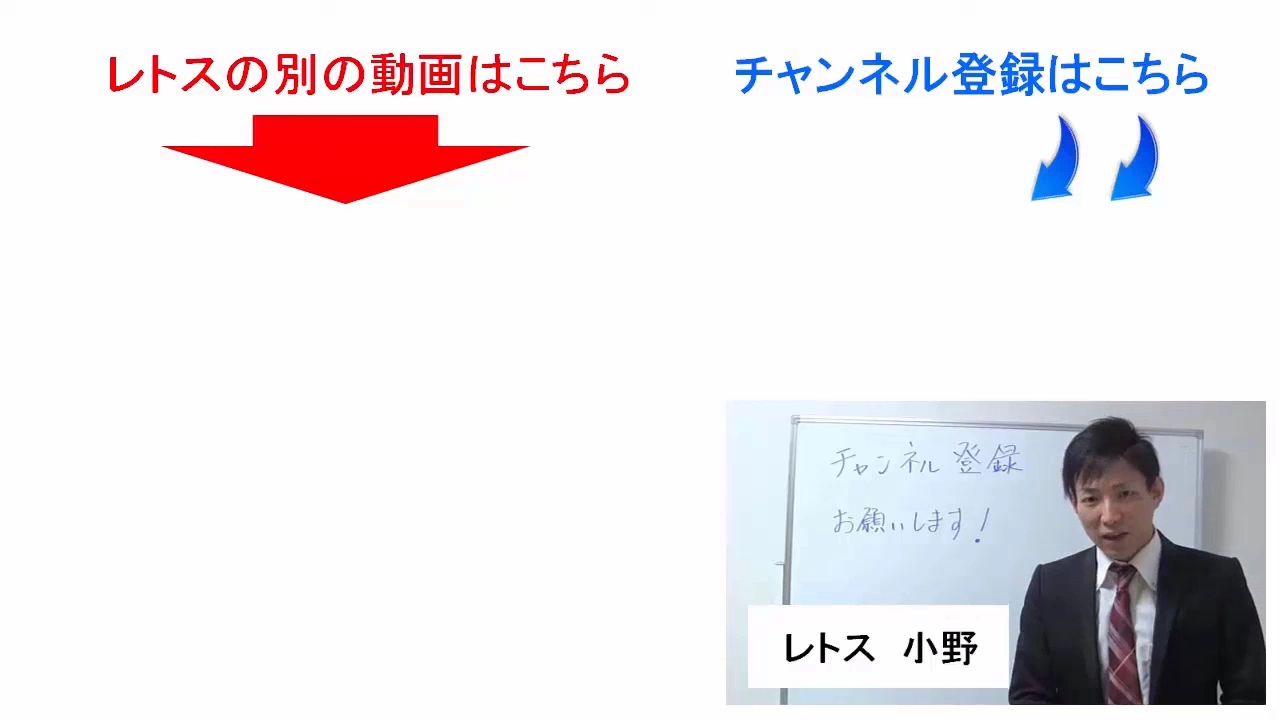 レトスの別の動画はこちら
チャンネル登録はこちら
チャンネル登録
お願いします!
レトス 小野